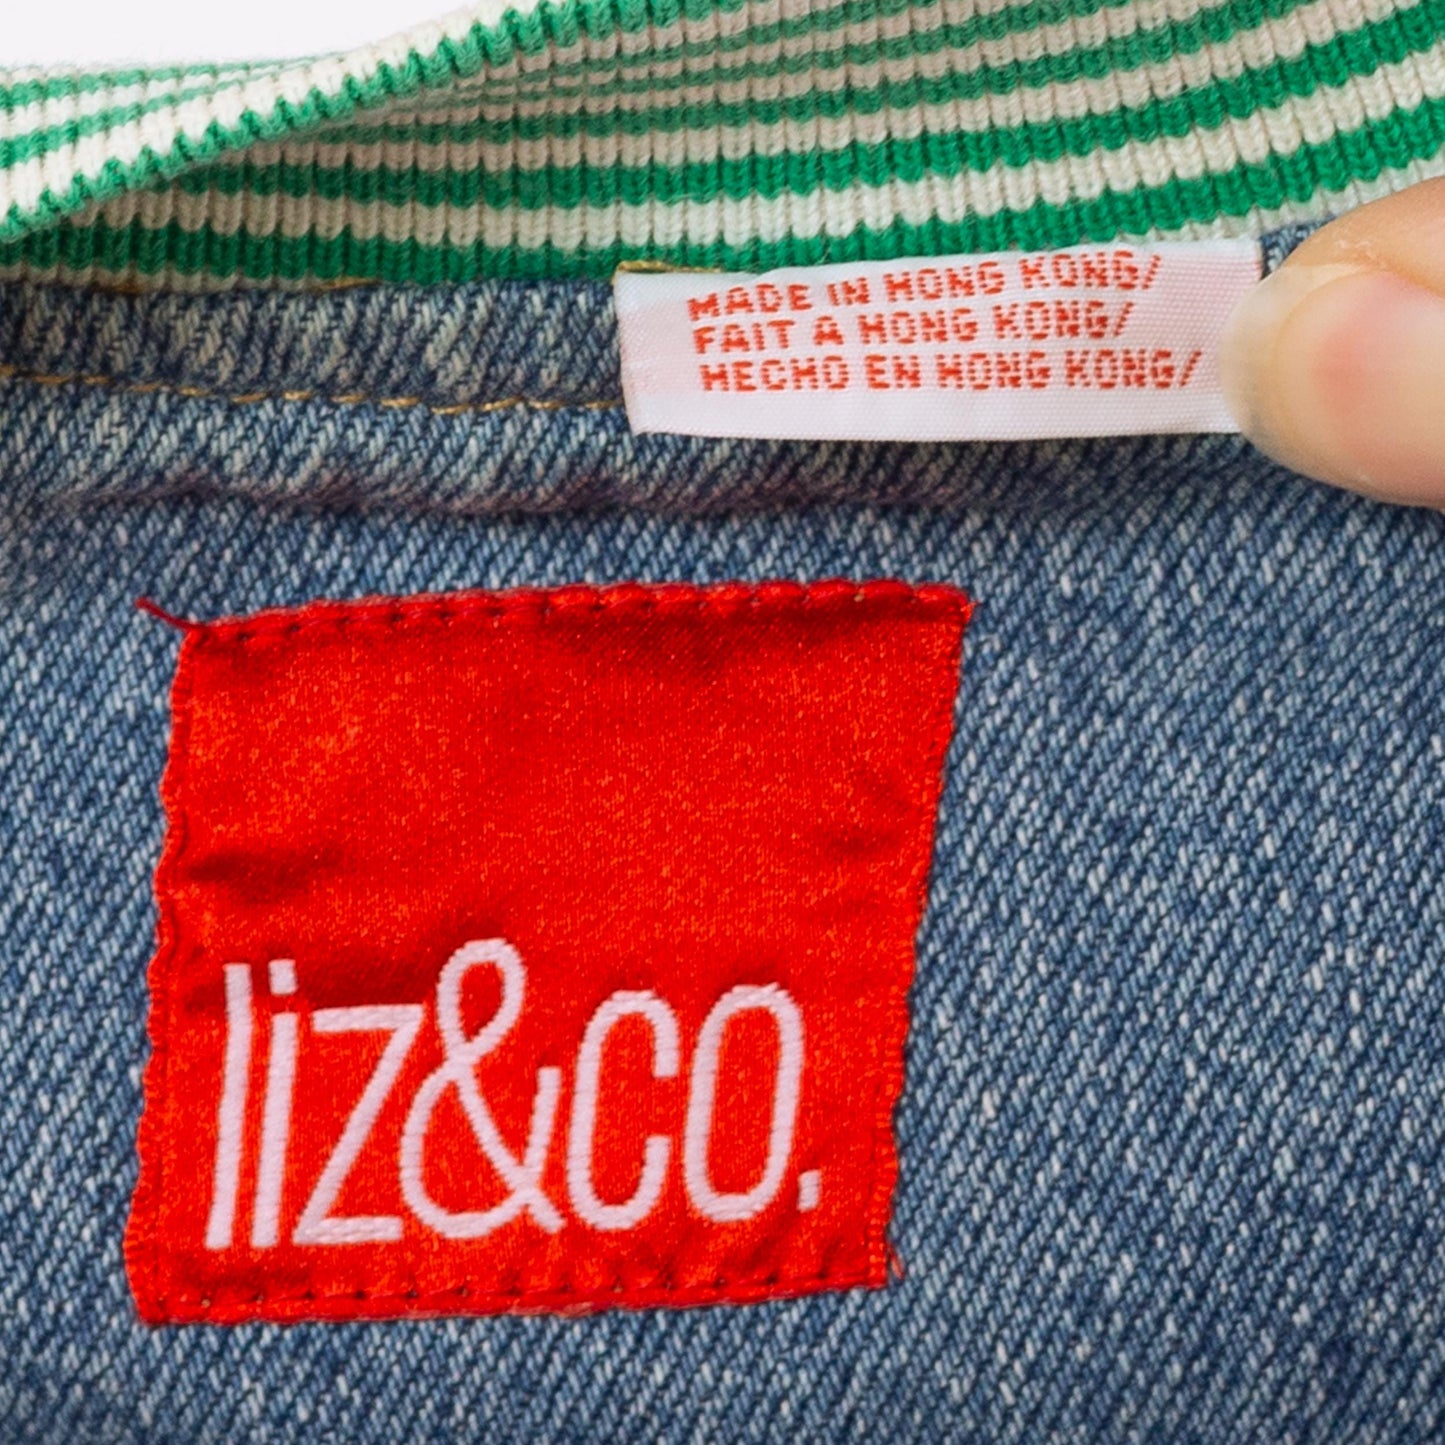 MADE IN HONG KONG/
FAIT A HONG KONG/
HECHO EN HONG KONG/
liz&co.